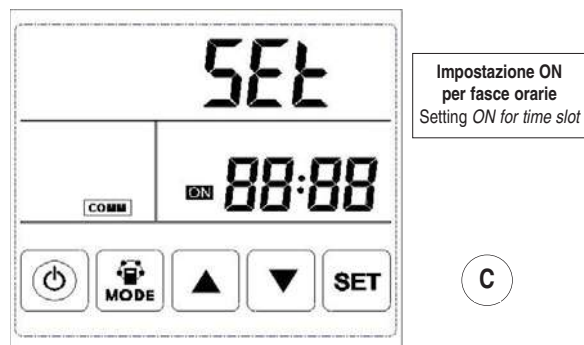 SEt
Impostazione ON
per fasce orarie
Setting ON for time slot
COMM
ON 88:88
MODE
SET
C